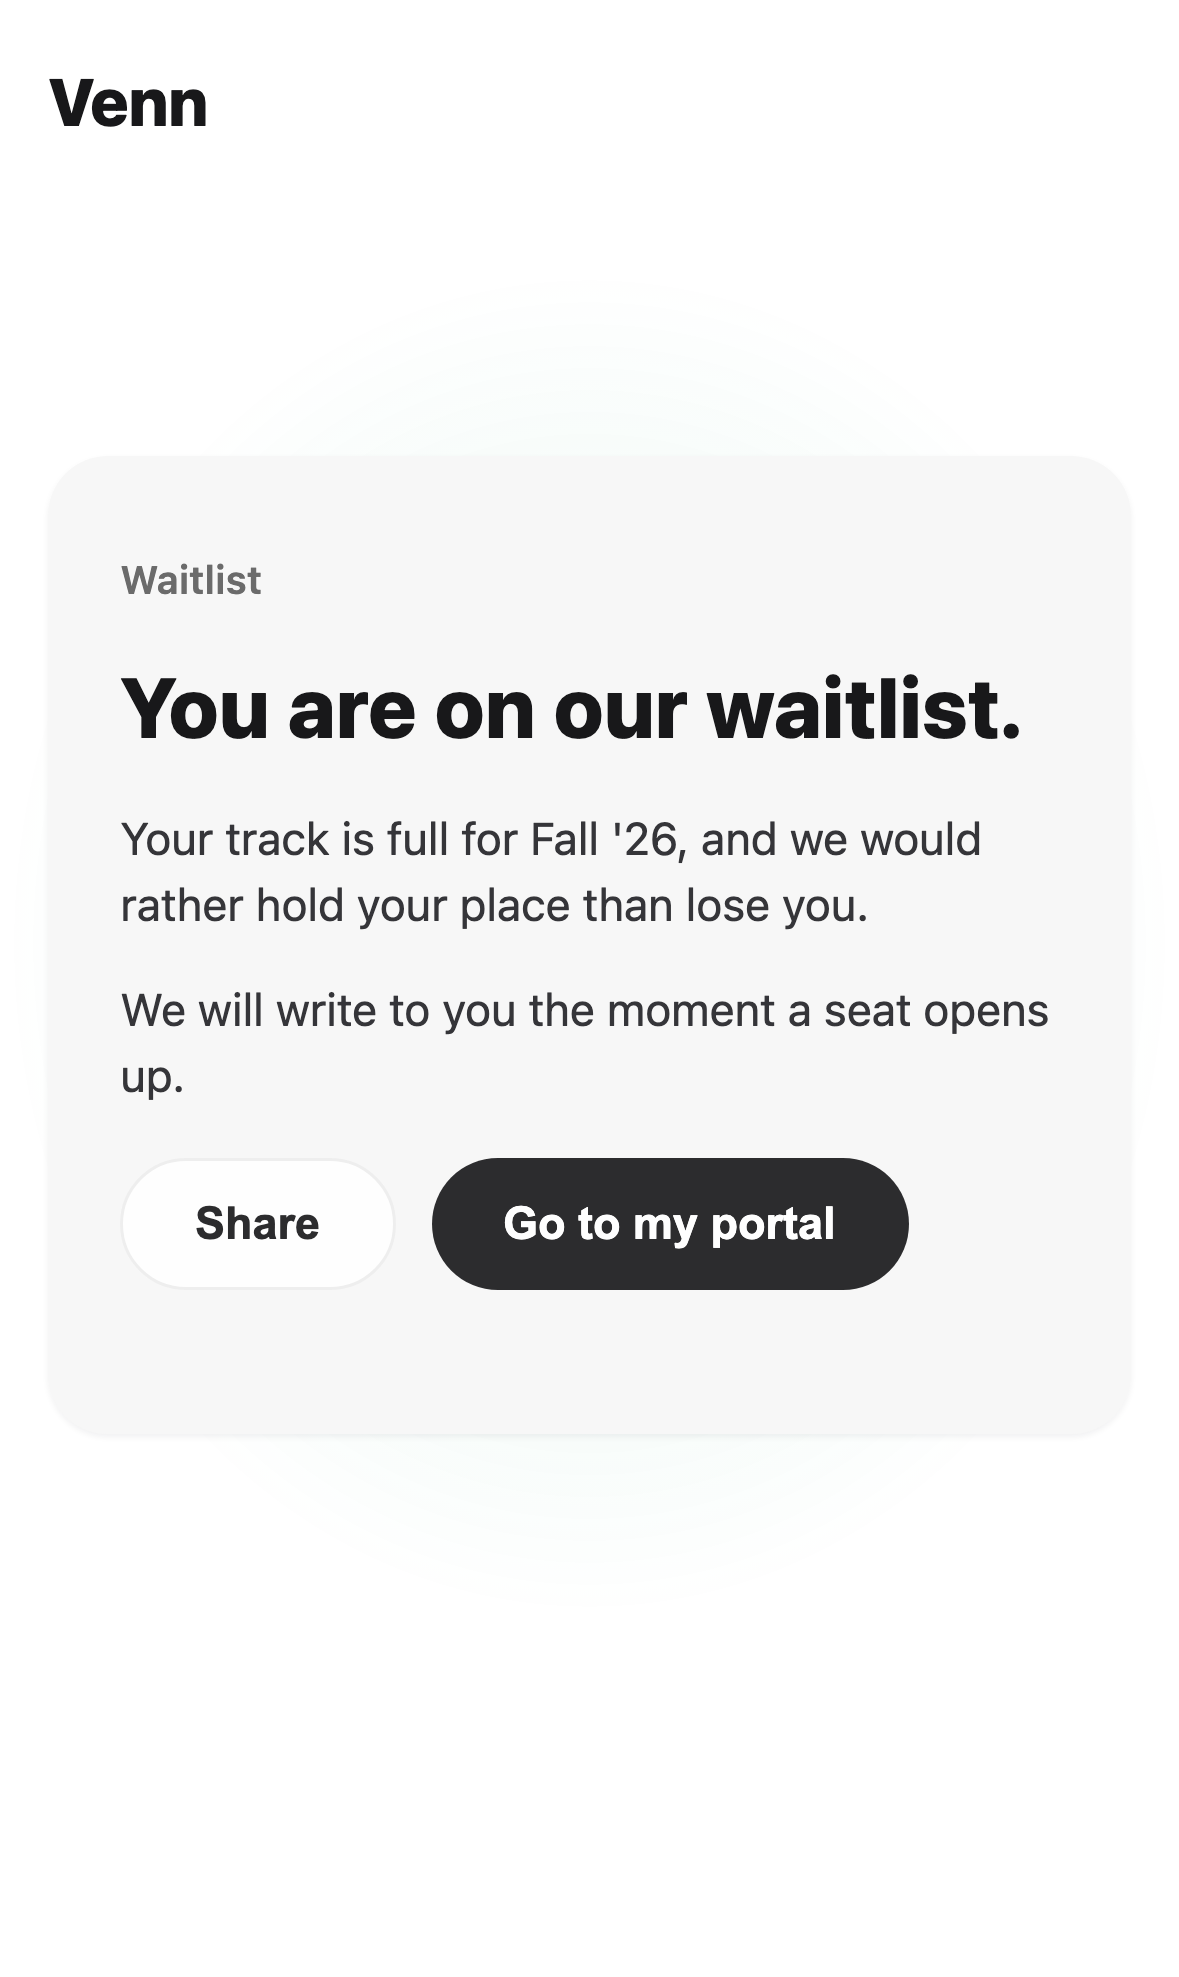 Venn
Waitlist
You are on our waitlist.
Your track is full for Fall '26, and we would
rather hold your place than lose you.
We will write to you the moment a seat opens
up.
Share
Go to my portal